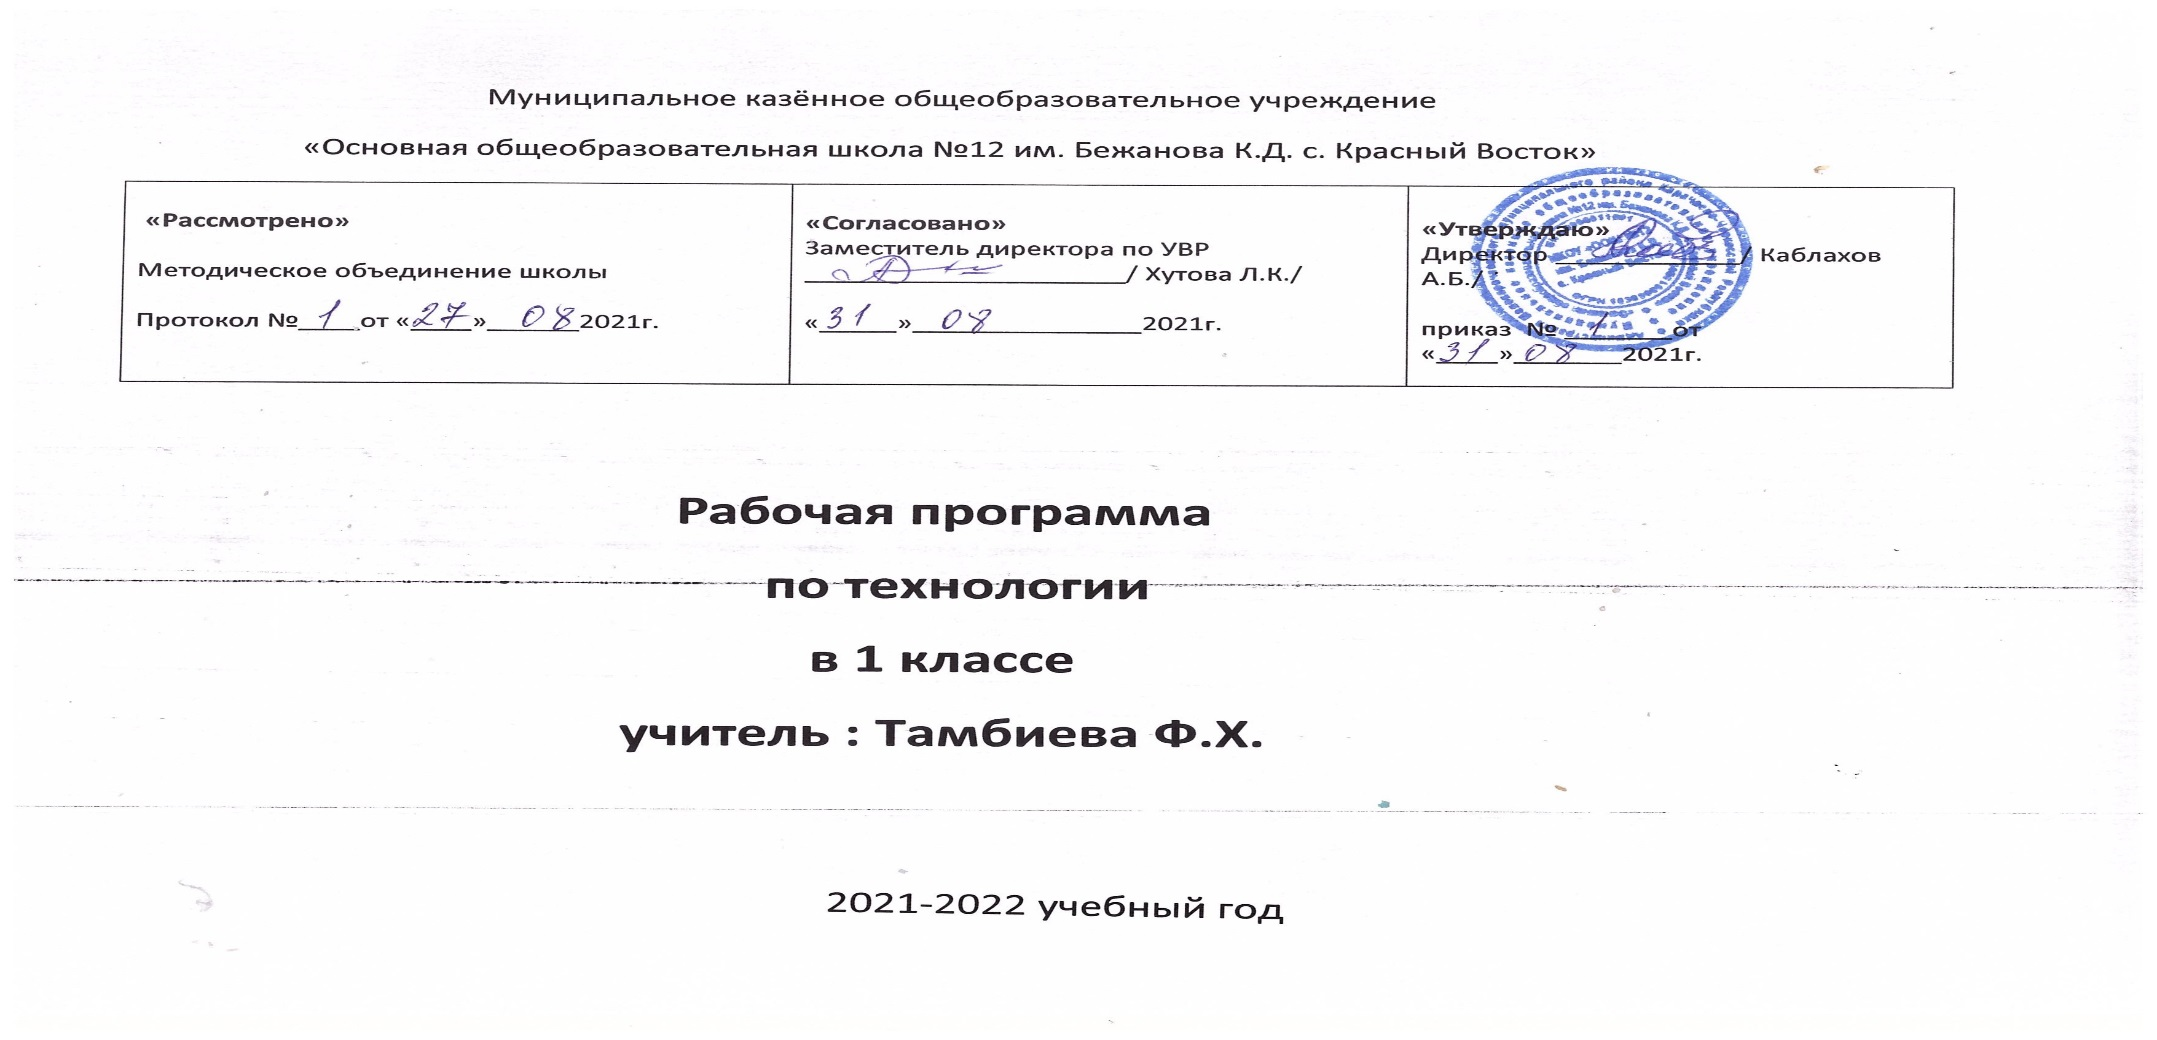 Муниципальное казённое общеобразовательное учреждение
«Основная общеобразовательная школа №12 им. Бежанова К.Д. с. Красный Восток»
«Рассмотрено»
Методическое объединение школы
Протокол № 1 от «27» 08 2021г.
«Согласовано»
Заместитель директора по УВР
/ Хутова Л.К./
«31» 08 2021г.
«Утверждаю»
Директор / Каблахов
А.Б./
приказ № 1 от
«31» 08 2021г.
Рабочая программа
по технологии
в 1 классе
учитель : Тамбиева Ф.Х.
2021-2022 учебный год